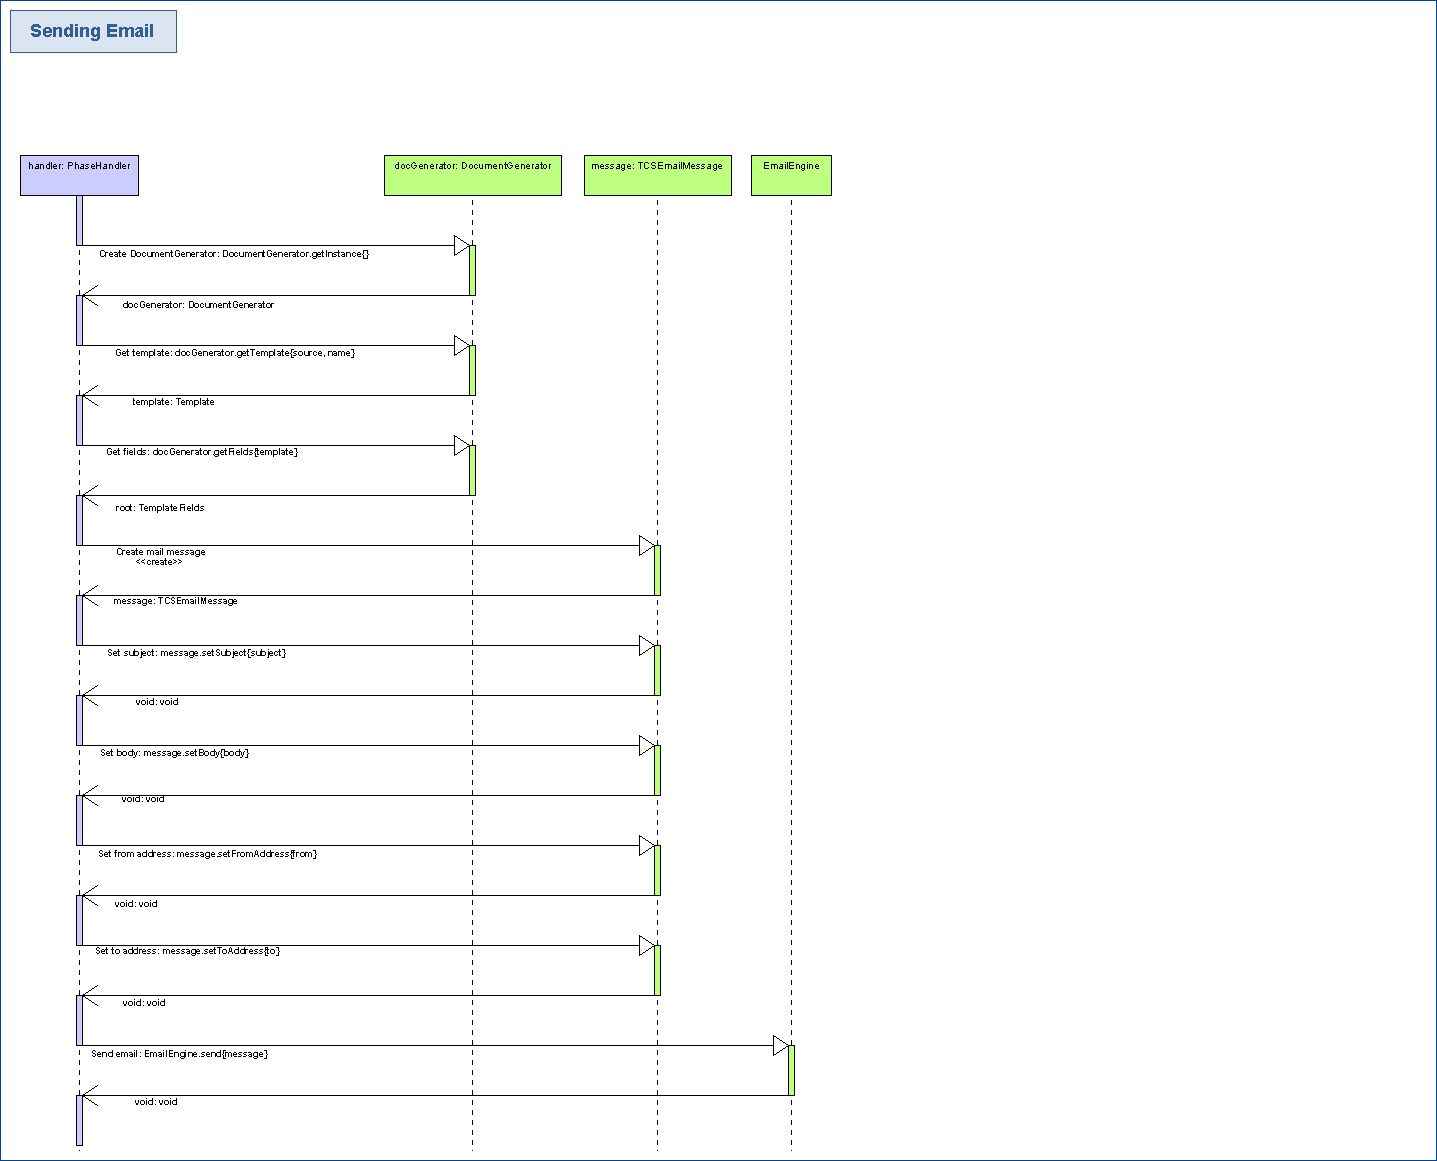 Sending Email
handler: PhaseHandler
docGenerator: DocumentGenerator
message: TCSEmailMessage
EmailEngine
Create DocumentGenerator: DocumentGenerator.getInstance{}
docGenerator: DocumentGenerator
Get template: docGenerator.getTemplate{source, name}
template: Template
Get fields: docGenerator.getFields{template}
root: TemplateFields
Create mail message
<<create>>
message: TCSEmailMessage
Set subject: message.setSubject{subject}
void: void
Set body: message.setBody{body}
void: void
Set from address: message.setFromAddress{from}
void: void
Set to address: message.setToAddress{to}
void: void
Send email: EmailEngine.send{message}
void: void